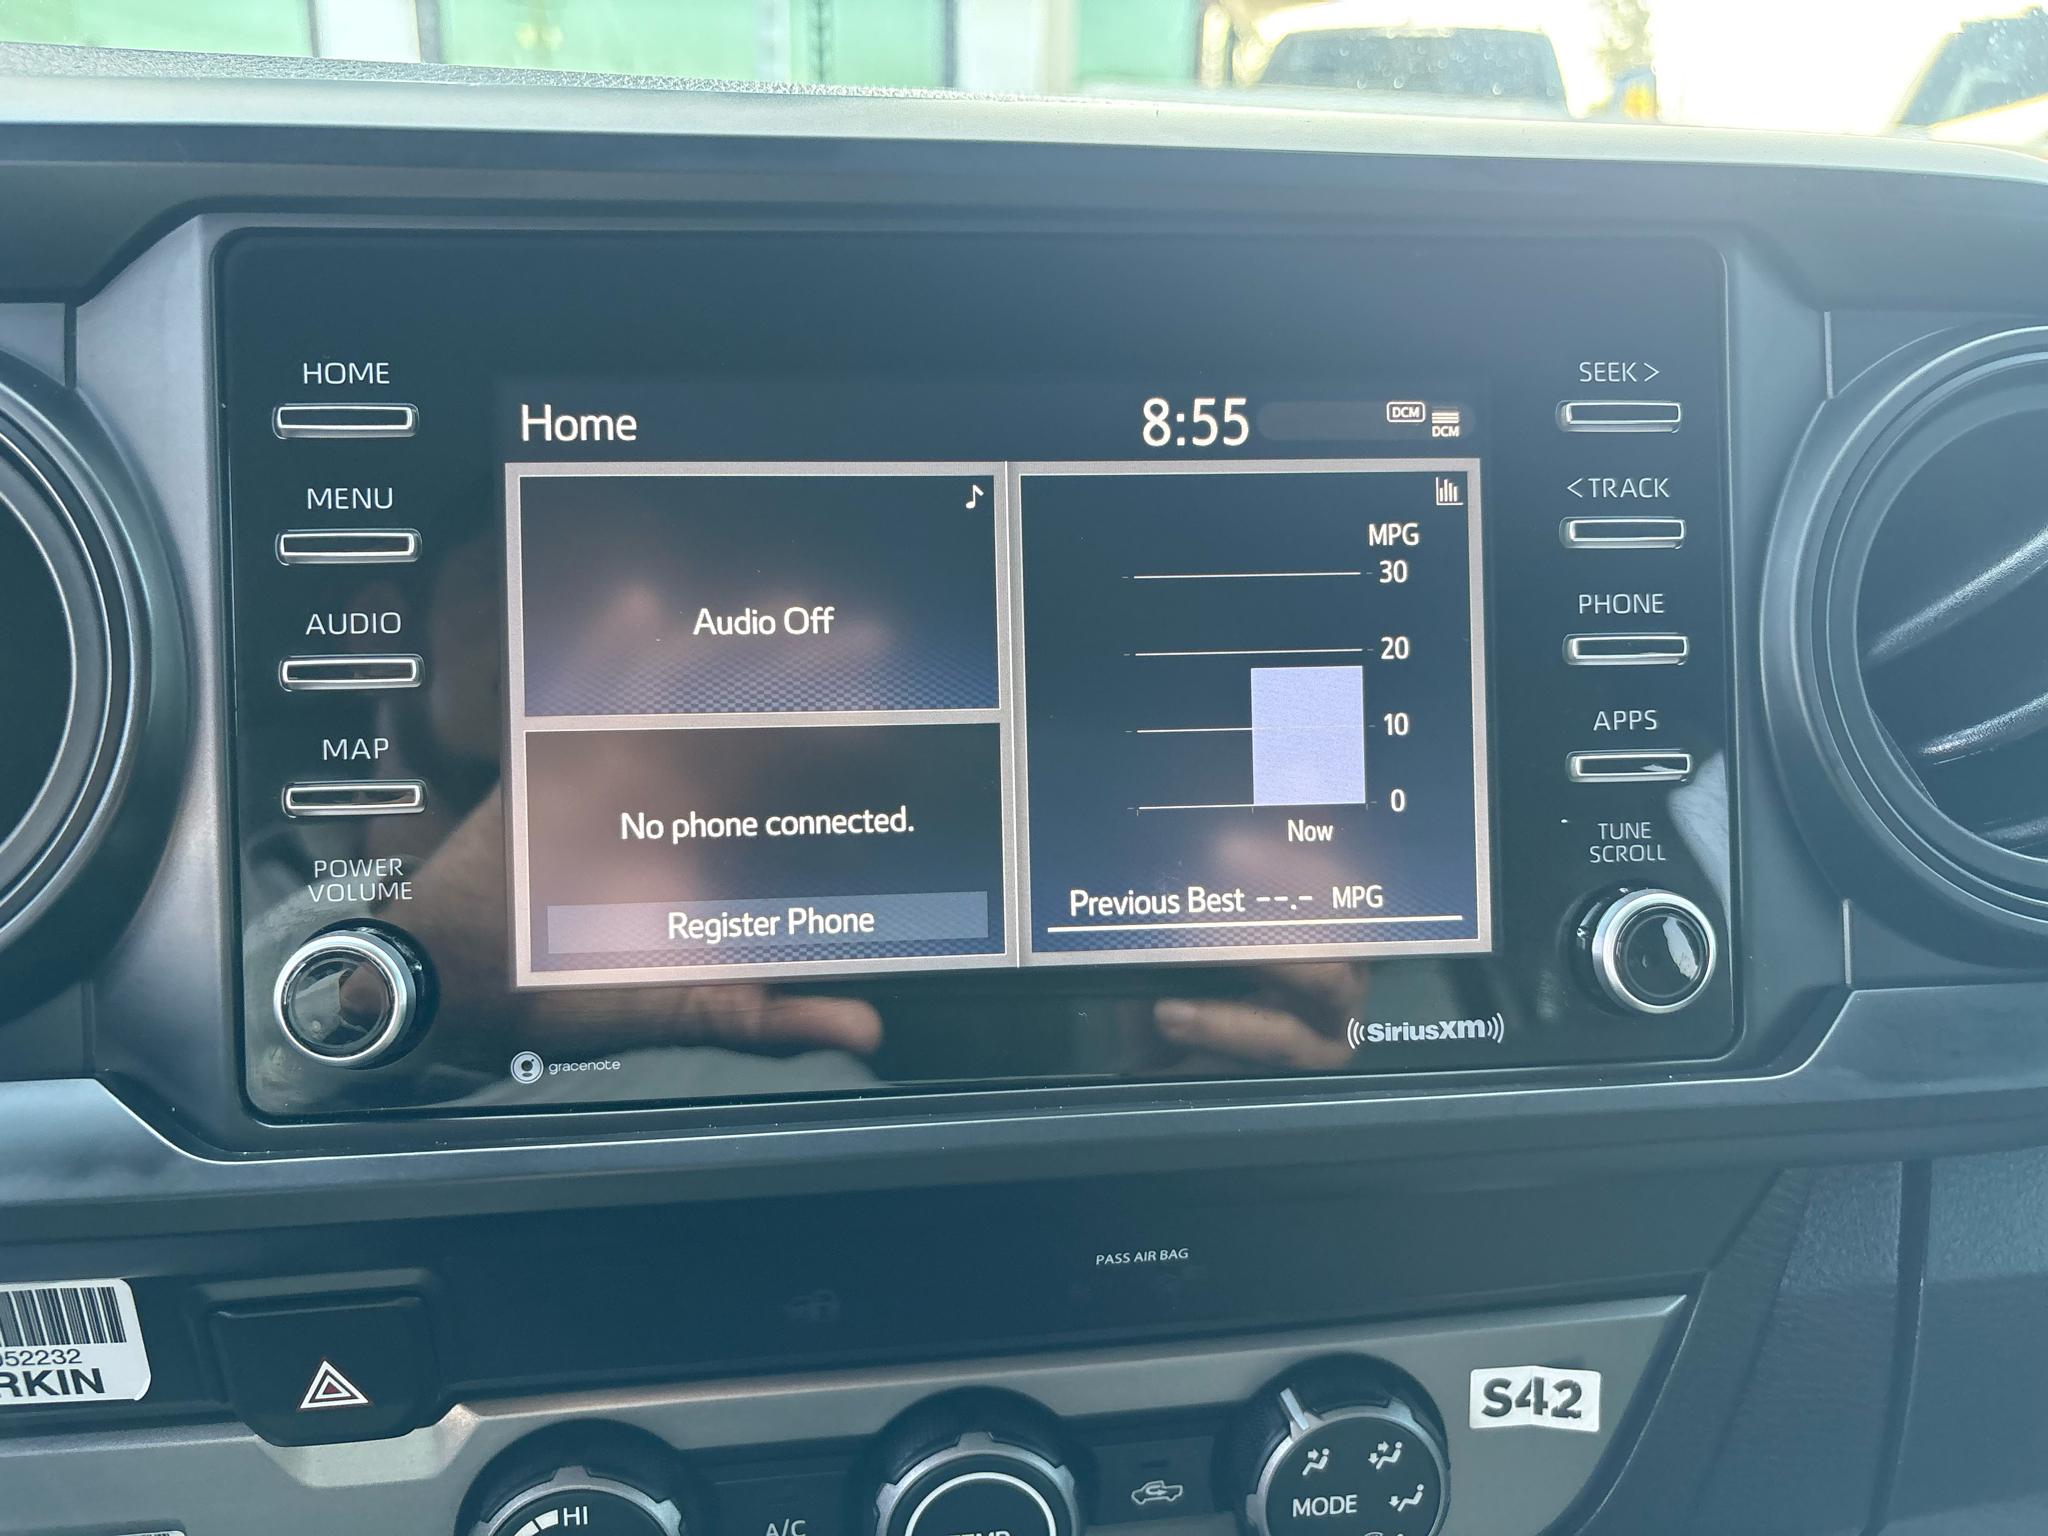 HOME
MENU
AUDIO
MAP
POWER
VOLUME
Home
8:55
DCM
DCM
Audio Off
No phone connected.
Register Phone
MPG
30
20
10
0
Now
Previous Best --.- MPG
SEEK >
< TRACK
PHONE
APPS
TUNE
SCROLL
gracenote
SiriusXM
PASS AIR BAG
052232
RKIN
S42
HI
A/C
MODE